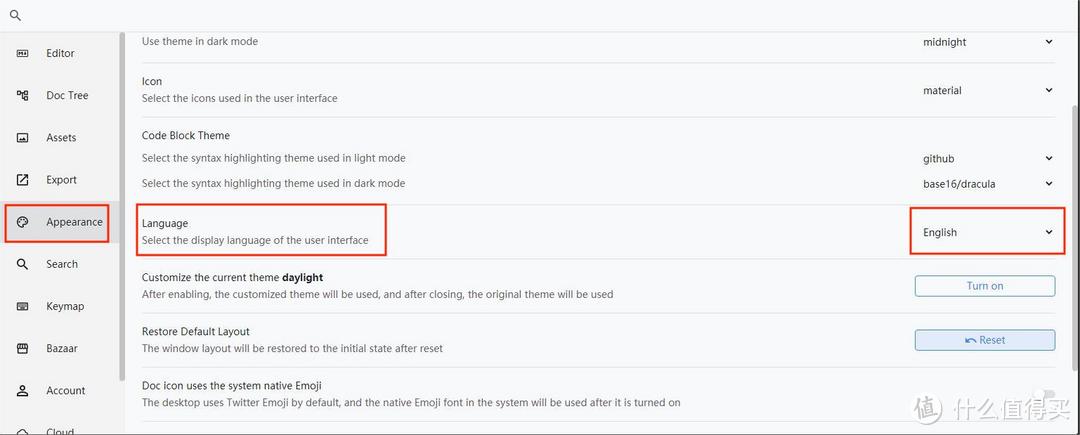 Editor
Doc Tree
Assets
Export
Appearance
Search
Keymap
Bazaar
Account
Cloud
Use theme in dark mode
midnight
Icon
Select the icons used in the user interface
material
Code Block Theme
Select the syntax highlighting theme used in light mode
github
Select the syntax highlighting theme used in dark mode
base16/dracula
Language
Select the display language of the user interface
English
Customize the current theme daylight
After enabling, the customized theme will be used, and after closing, the original theme will be used
Turn on
Restore Default Layout
The window layout will be restored to the initial state after reset
Reset
Doc icon uses the system native Emoji
The desktop uses Twitter Emoji by default, and the native Emoji font in the system will be used after it is turned on
值 什么值得买